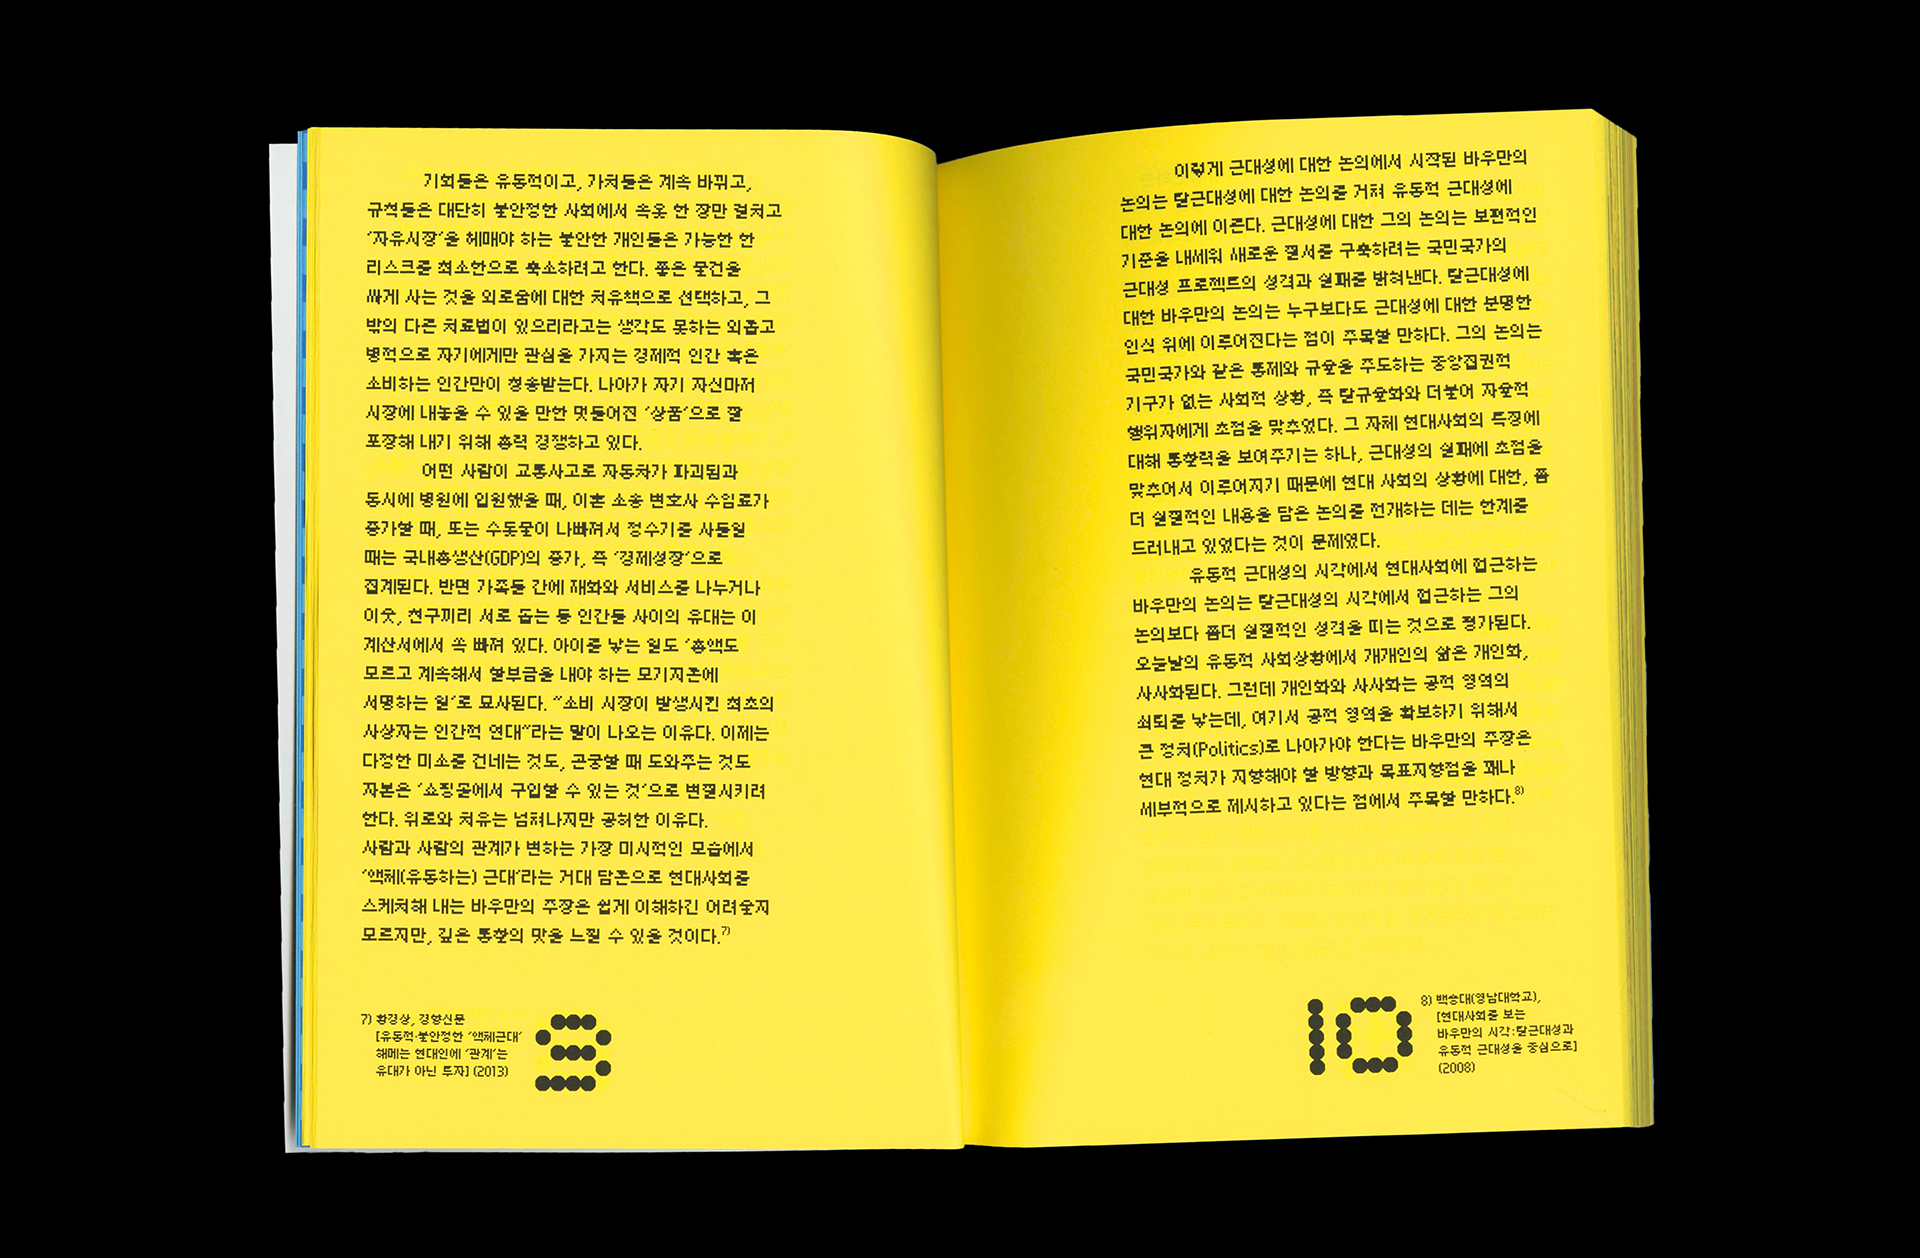 기회들은 유동적이고, 가치들은 계속 바뀌고,
규칙들은 대단히 불안정한 사회에서 속옷 한 장만 걸치고
‘자유시장’을 헤매야 하는 불안한 개인들은 가능한 한
리스크를 최소한으로 축소하려고 한다. 좋은 물건을
싸게 사는 것을 외로움에 대한 치유책으로 선택하고, 그
밖의 다른 치료법이 있으리라고는 생각도 못하는 외롭고
병적으로 자기에게만 관심을 가지는 경제적 인간 혹은
소비하는 인간만이 칭송받는다. 나아가 자기 자신마저
시장에 내놓을 수 있을 만한 멋들어진 ‘상품’으로 잘
포장해 내기 위해 총력 경쟁하고 있다.
어떤 사람이 교통사고로 자동차가 파괴됨과
동시에 병원에 입원했을 때, 이혼 소송 변호사 수임료가
증가할 때, 또는 수돗물이 나빠져서 정수기를 사들일
때는 국내총생산(GDP)의 증가, 즉 ‘경제성장’으로
집계된다. 반면 가족들 간에 재화와 서비스를 나누거나
이웃, 친구끼리 서로 돕는 등 인간들 사이의 유대는 이
계산서에서 쏙 빠져 있다. 아이를 낳는 일도 ‘총액도
모르고 계속해서 할부금을 내야 하는 모기지론에
서명하는 일’로 묘사된다. “소비 시장이 발생시킨 최초의
사상자는 인간적 연대”라는 말이 나오는 이유다. 이제는
다정한 미소를 건네는 것도, 곤궁할 때 도와주는 것도
자본은 ‘쇼핑몰에서 구입할 수 있는 것’으로 변질시키려
한다. 위로와 치유는 넘쳐나지만 공허한 이유다.
사람과 사람의 관계가 변하는 가장 미시적인 모습에서
‘액체(유동하는) 근대’라는 거대 담론으로 현대사회를
스케치해 내는 바우만의 주장은 쉽게 이해하긴 어려울지
모르지만, 깊은 통찰의 맛을 느낄 수 있을 것이다.7)
7) 황경상, 경향신문
[유동적·불안정한 ‘액체근대’
해메는 현대인에 ‘관계’는
유대가 아닌 투자] (2013)
이렇게 근대성에 대한 논의에서 시작된 바우만의
논의는 탈근대성에 대한 논의를 거쳐 유동적 근대성에
대한 논의에 이른다. 근대성에 대한 그의 논의는 보편적인
기준을 내세워 새로운 질서를 구축하려는 국민국가의
근대성 프로젝트의 성격과 실패를 밝혀낸다. 탈근대성에
대한 바우만의 논의는 누구보다도 근대성에 대한 분명한
인식 위에 이루어진다는 점이 주목할 만하다. 그의 논의는
국민국가와 같은 통제와 규율을 주도하는 중앙집권적
기구가 없는 사회적 상황, 즉 탈규율화와 더불어 자율적
행위자에게 초점을 맞추었다. 그 자체 현대사회의 특징에
대해 통찰력을 보여주기는 하나, 근대성의 실패에 초점을
맞추어서 이루어지기 때문에 현대 사회의 상황에 대한, 좀
더 실질적인 내용을 담은 논의를 전개하는 데는 한계를
드러내고 있었다는 것이 문제였다.
유동적 근대성의 시각에서 현대사회에 접근하는
바우만의 논의는 탈근대성의 시각에서 접근하는 그의
논의보다 좀더 실질적인 성격을 띠는 것으로 평가된다.
오늘날의 유동적 사회상황에서 개개인의 삶은 개인화,
사사화된다. 그런데 개인화와 사사화는 공적 영역의
쇠퇴를 낳는데, 여기서 공적 영역을 확보하기 위해서
큰 정치(Politics)로 나아가야 한다는 바우만의 주장은
현대 정치가 지향해야 할 방향과 목표지향점을 꽤나
세부적으로 제시하고 있다는 점에서 주목할 만하다.8)
10
8) 백승대(영남대학교),
[현대사회를 보는
바우만의 시각:탈근대성과
유동적 근대성을 중심으로]
(2008)